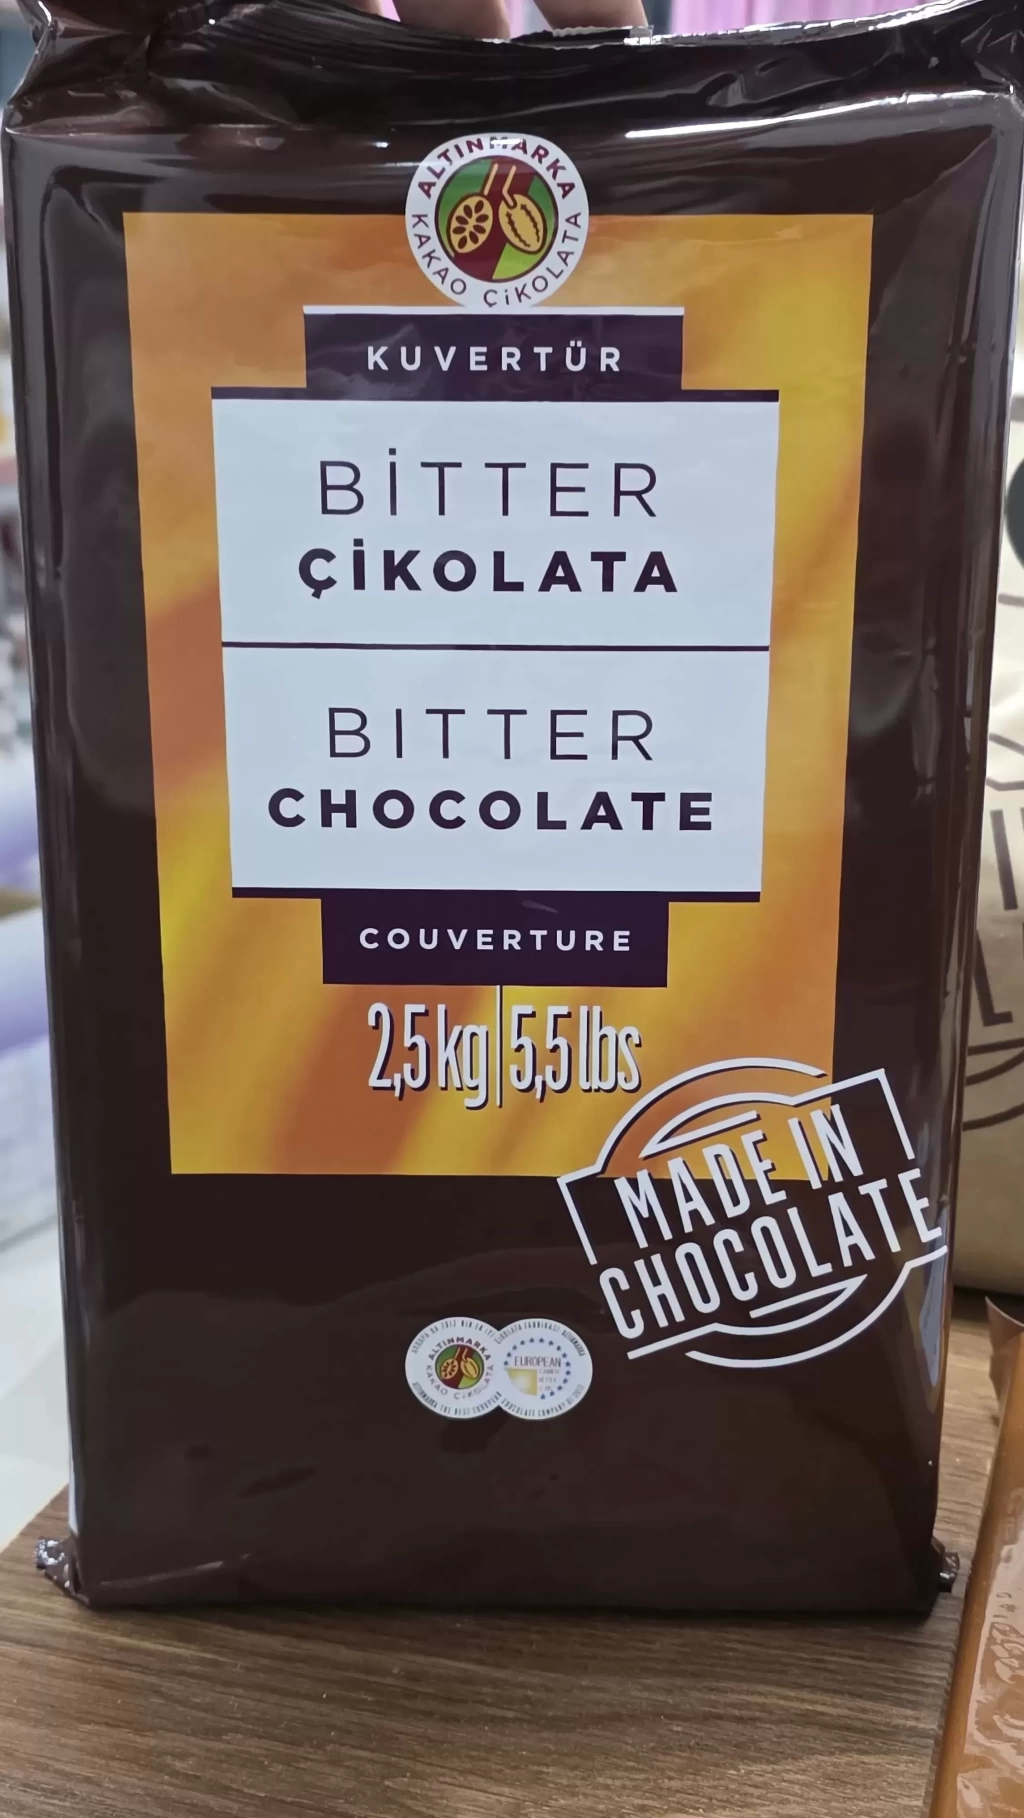 ALTINMARKA
KAKAO ÇİKOLATA
KUVERTÜR
BİTTER
ÇİKOLATA
BITTER
CHOCOLATE
COUVERTURE
2,5 kg | 5,5 lbs
MADE IN
CHOCOLATE
ALTINMARKA
KAKAO ÇİKOLATA
EUROPEAN